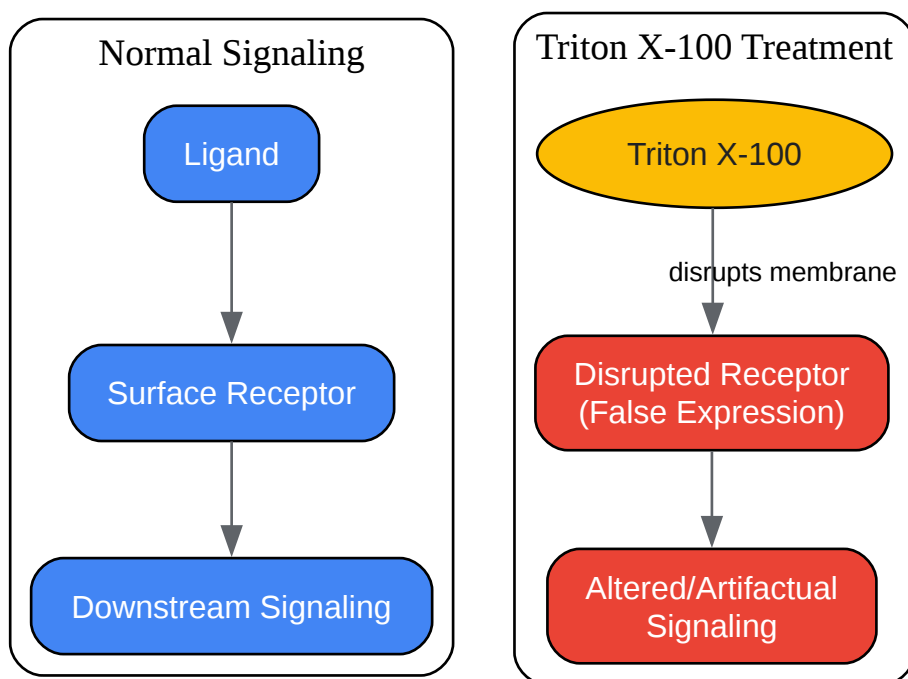 Normal Signaling
Ligand
Surface Receptor
Downstream Signaling
Triton X-100 Treatment
Triton X-100
disrupts membrane
Disrupted Receptor
(False Expression)
Altered/Artifactual
Signaling